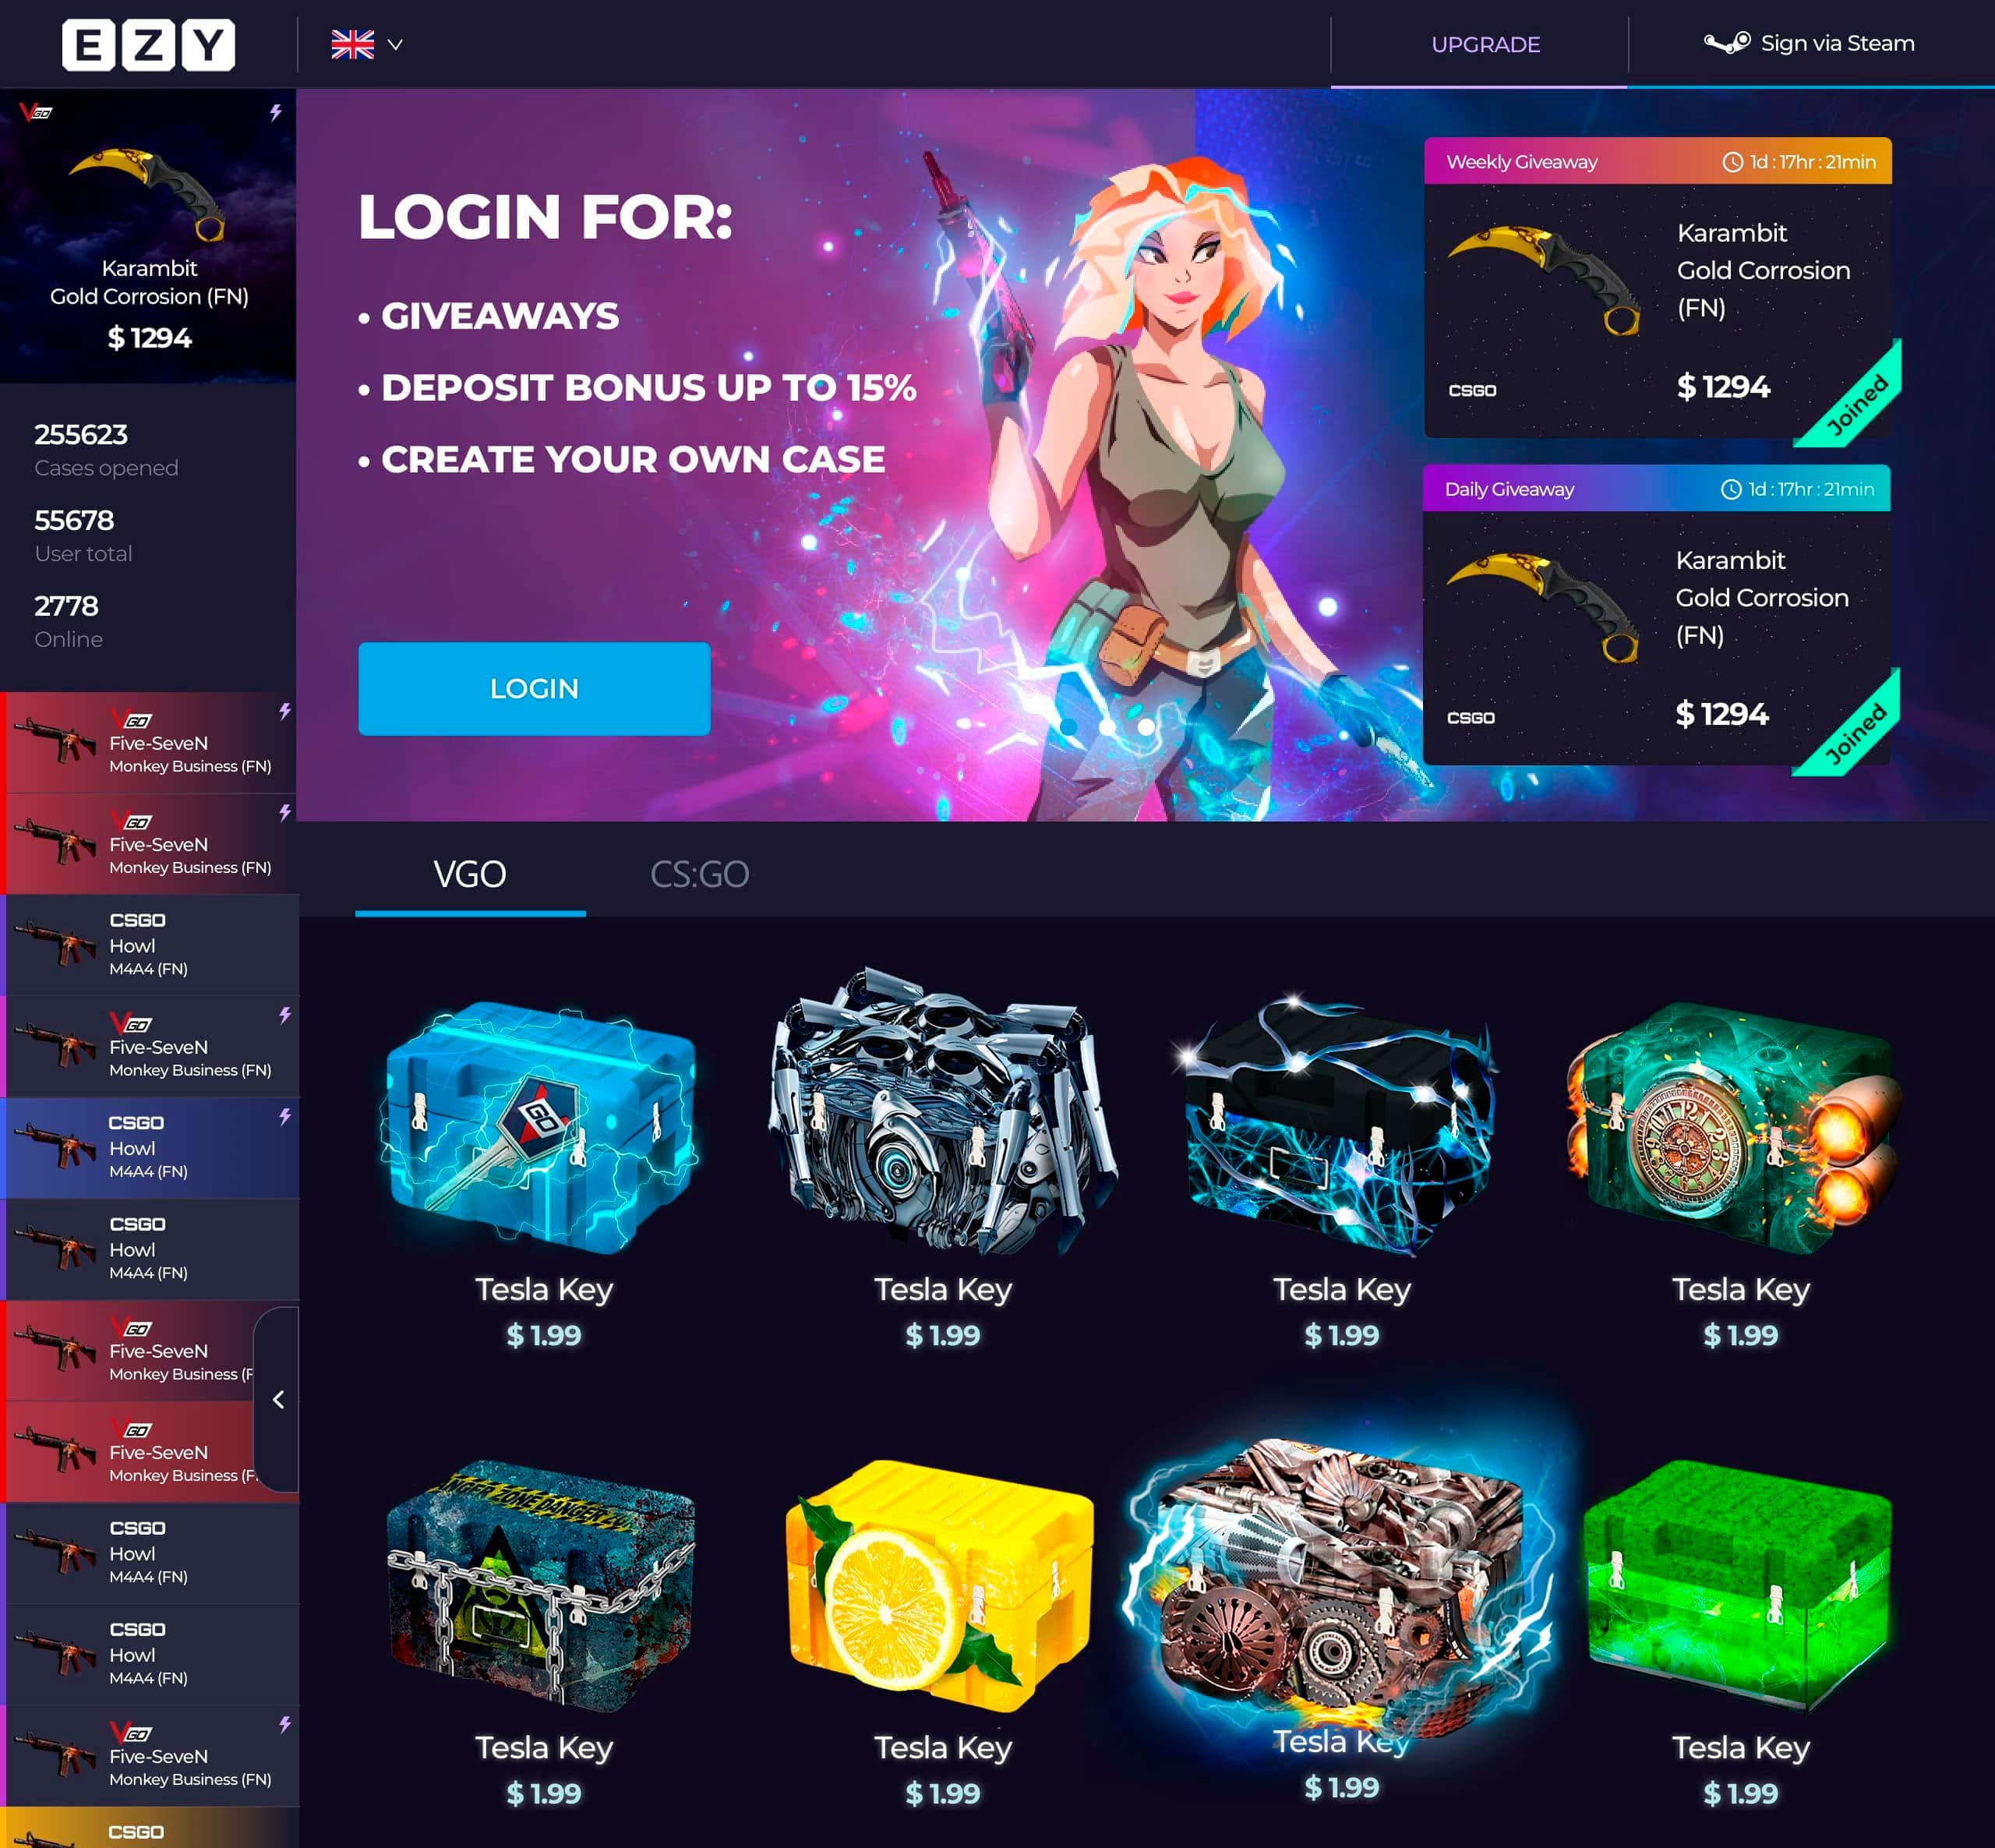 EZY
UPGRADE
Sign via Steam
VGO
Karambit
Gold Corrosion (FN)
$ 1294
255623
Cases opened
55678
User total
2778
Online
VGO
Five-SeveN
Monkey Business (FN)
VGO
Five-SeveN
Monkey Business (FN)
CSGO
Howl
M4A4 (FN)
VGO
Five-SeveN
Monkey Business (FN)
CSGO
Howl
M4A4 (FN)
CSGO
Howl
M4A4 (FN)
VGO
Five-SeveN
Monkey Business (F
VGO
Five-SeveN
Monkey Business (F
CSGO
Howl
M4A4 (FN)
CSGO
Howl
M4A4 (FN)
VGO
Five-SeveN
Monkey Business (FN)
CSGO
LOGIN FOR:
• GIVEAWAYS
• DEPOSIT BONUS UP TO 15%
• CREATE YOUR OWN CASE
LOGIN
Weekly Giveaway 1d : 17hr : 21min
Karambit
Gold Corrosion
(FN)
CSGO $ 1294
Joined
Daily Giveaway 1d : 17hr : 21min
Karambit
Gold Corrosion
(FN)
CSGO $ 1294
Joined
VGO CS:GO
GO
10 11 12
Tesla Key Tesla Key Tesla Key Tesla Key
$ 1.99 $ 1.99 $ 1.99 $ 1.99
DANGER ZONE DANGER
Tesla Key Tesla Key Tesla Key Tesla Key
$ 1.99 $ 1.99 $ 1.99 $ 1.99